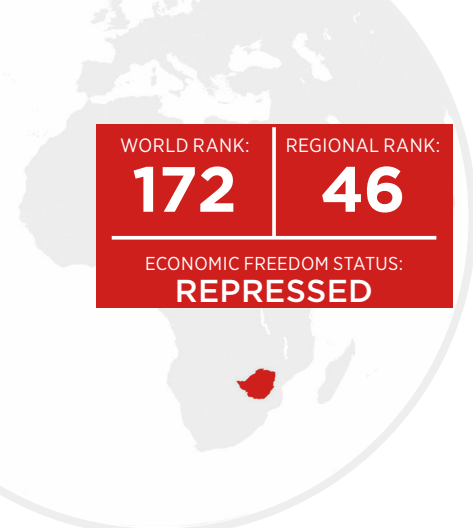 WORLD RANK:
172
REGIONAL RANK:
46
ECONOMIC FREEDOM STATUS:
REPRESSED